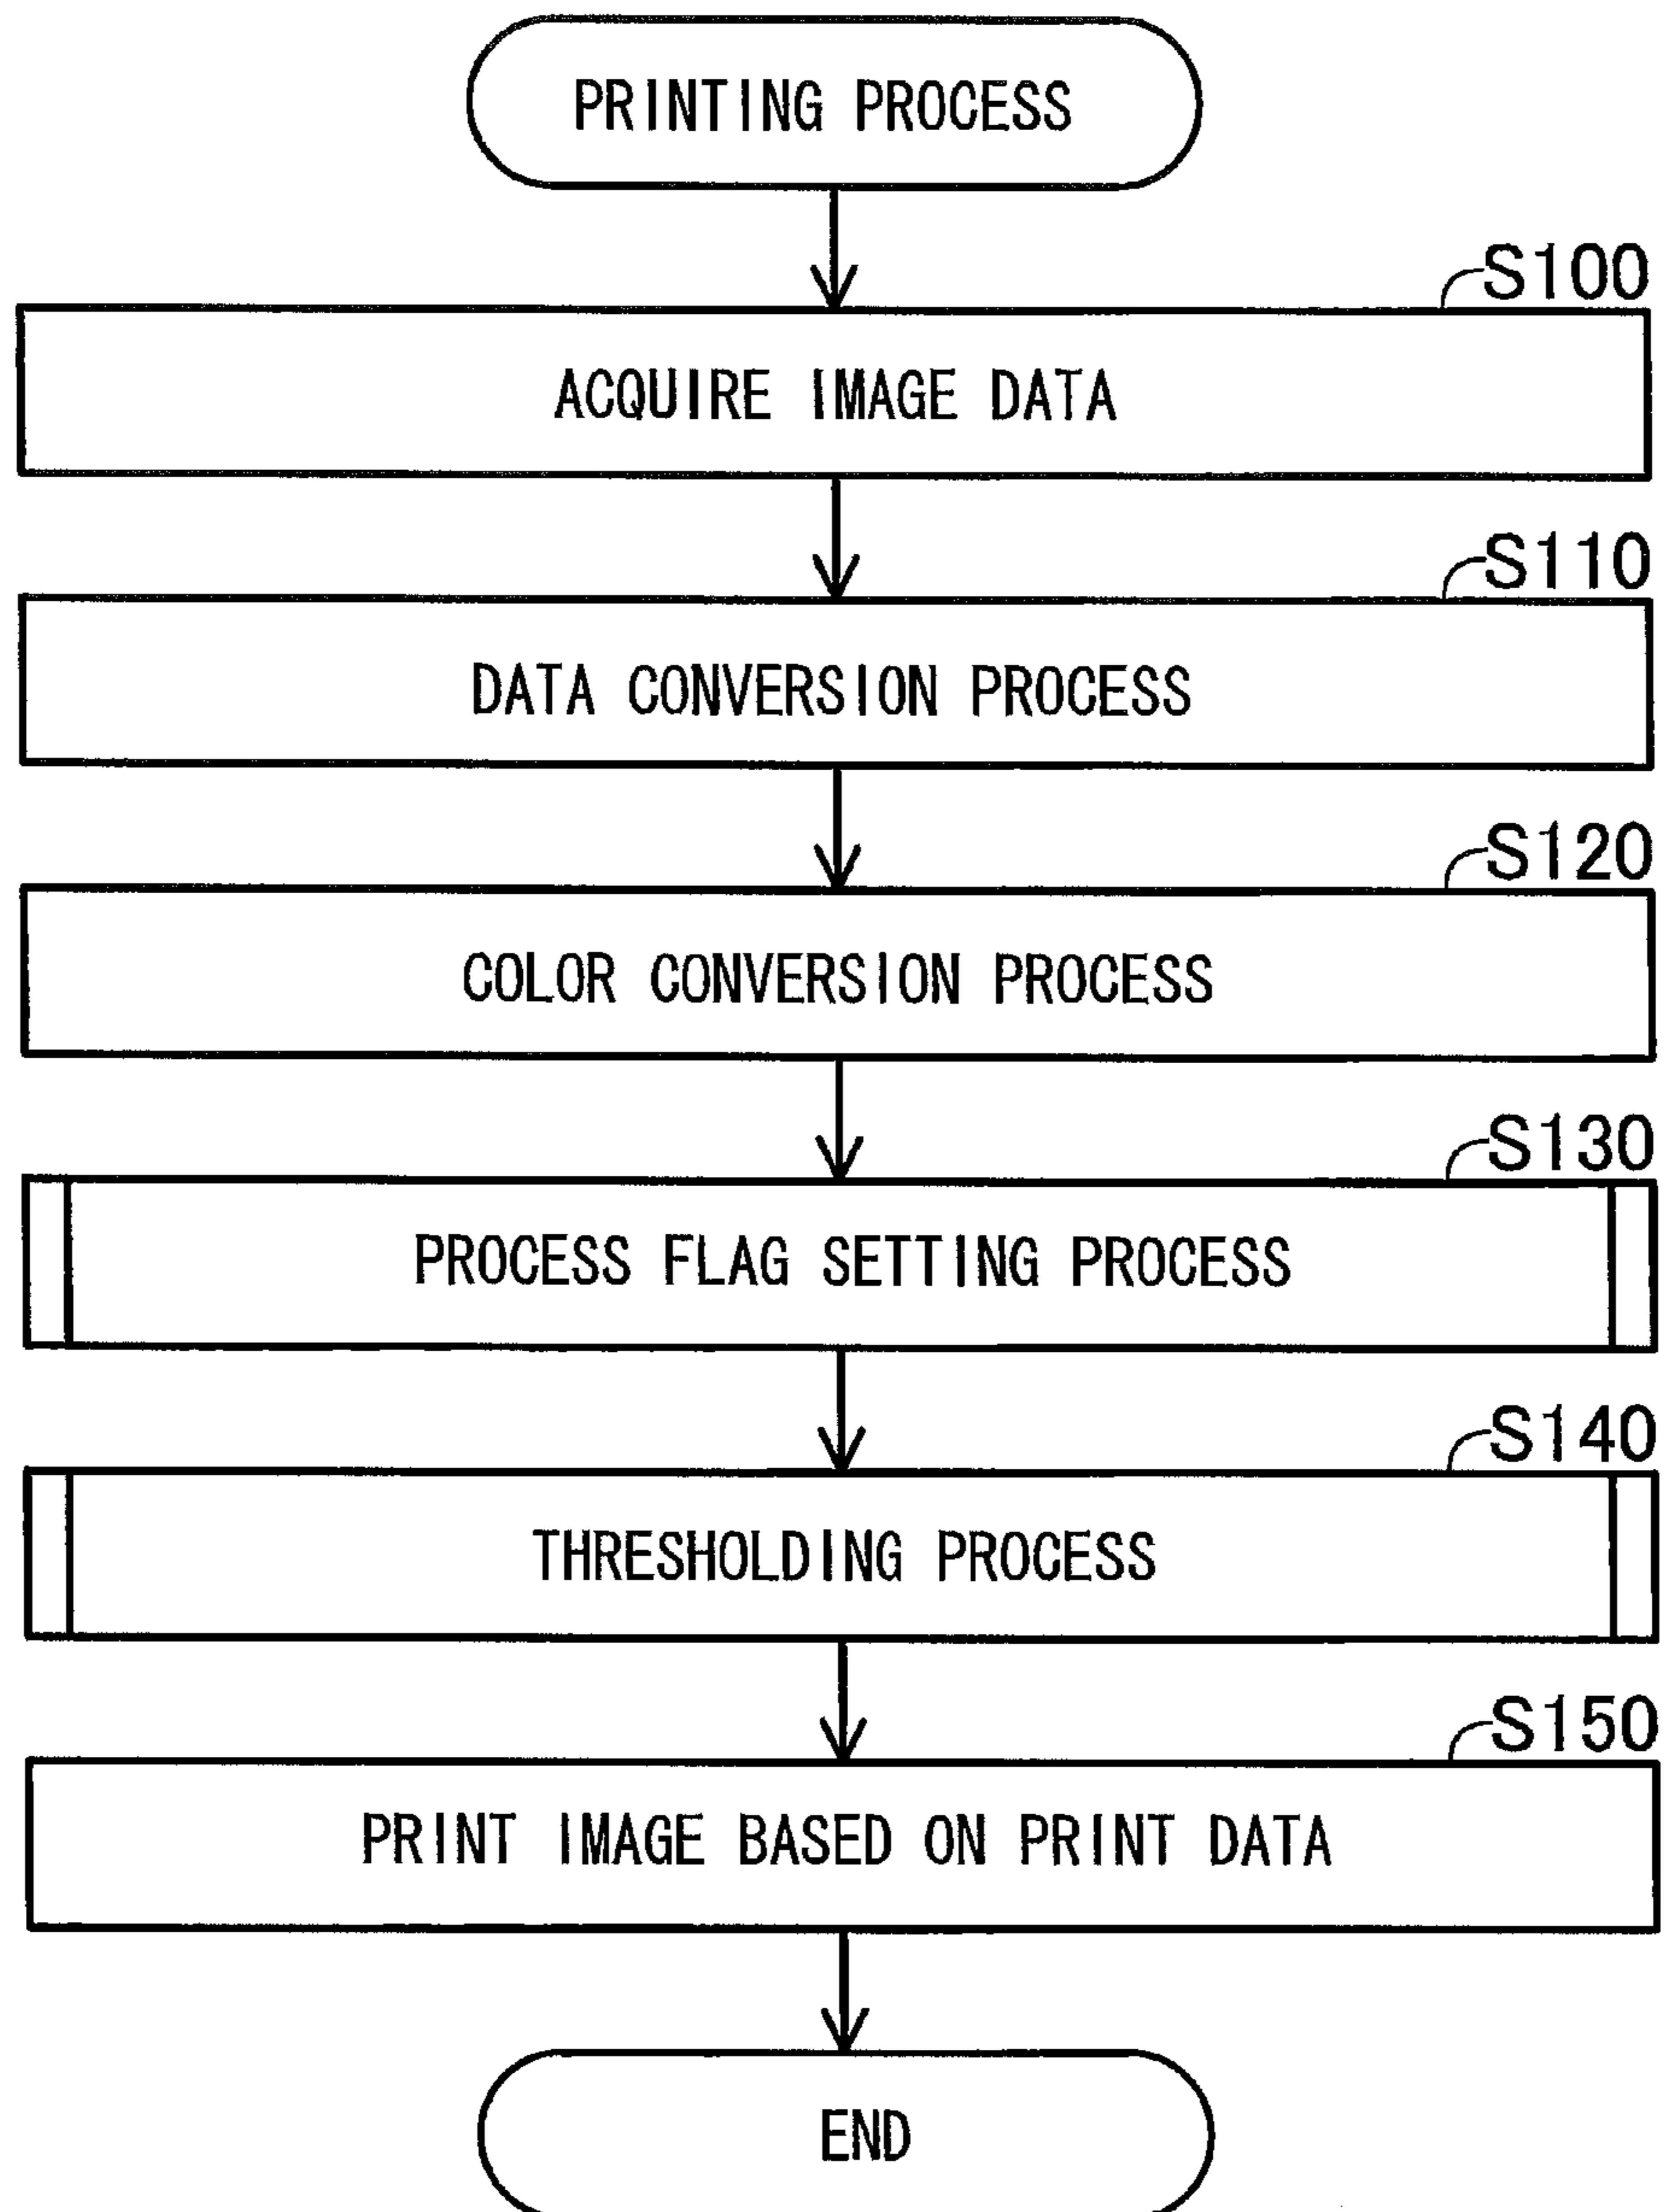 PRINTING PROCESS
S100
ACQUIRE IMAGE DATA
S110
DATA CONVERSION PROCESS
S120
COLOR CONVERSION PROCESS
S130
PROCESS FLAG SETTING PROCESS
S140
THRESHOLDING PROCESS
S150
PRINT IMAGE BASED ON PRINT DATA
END